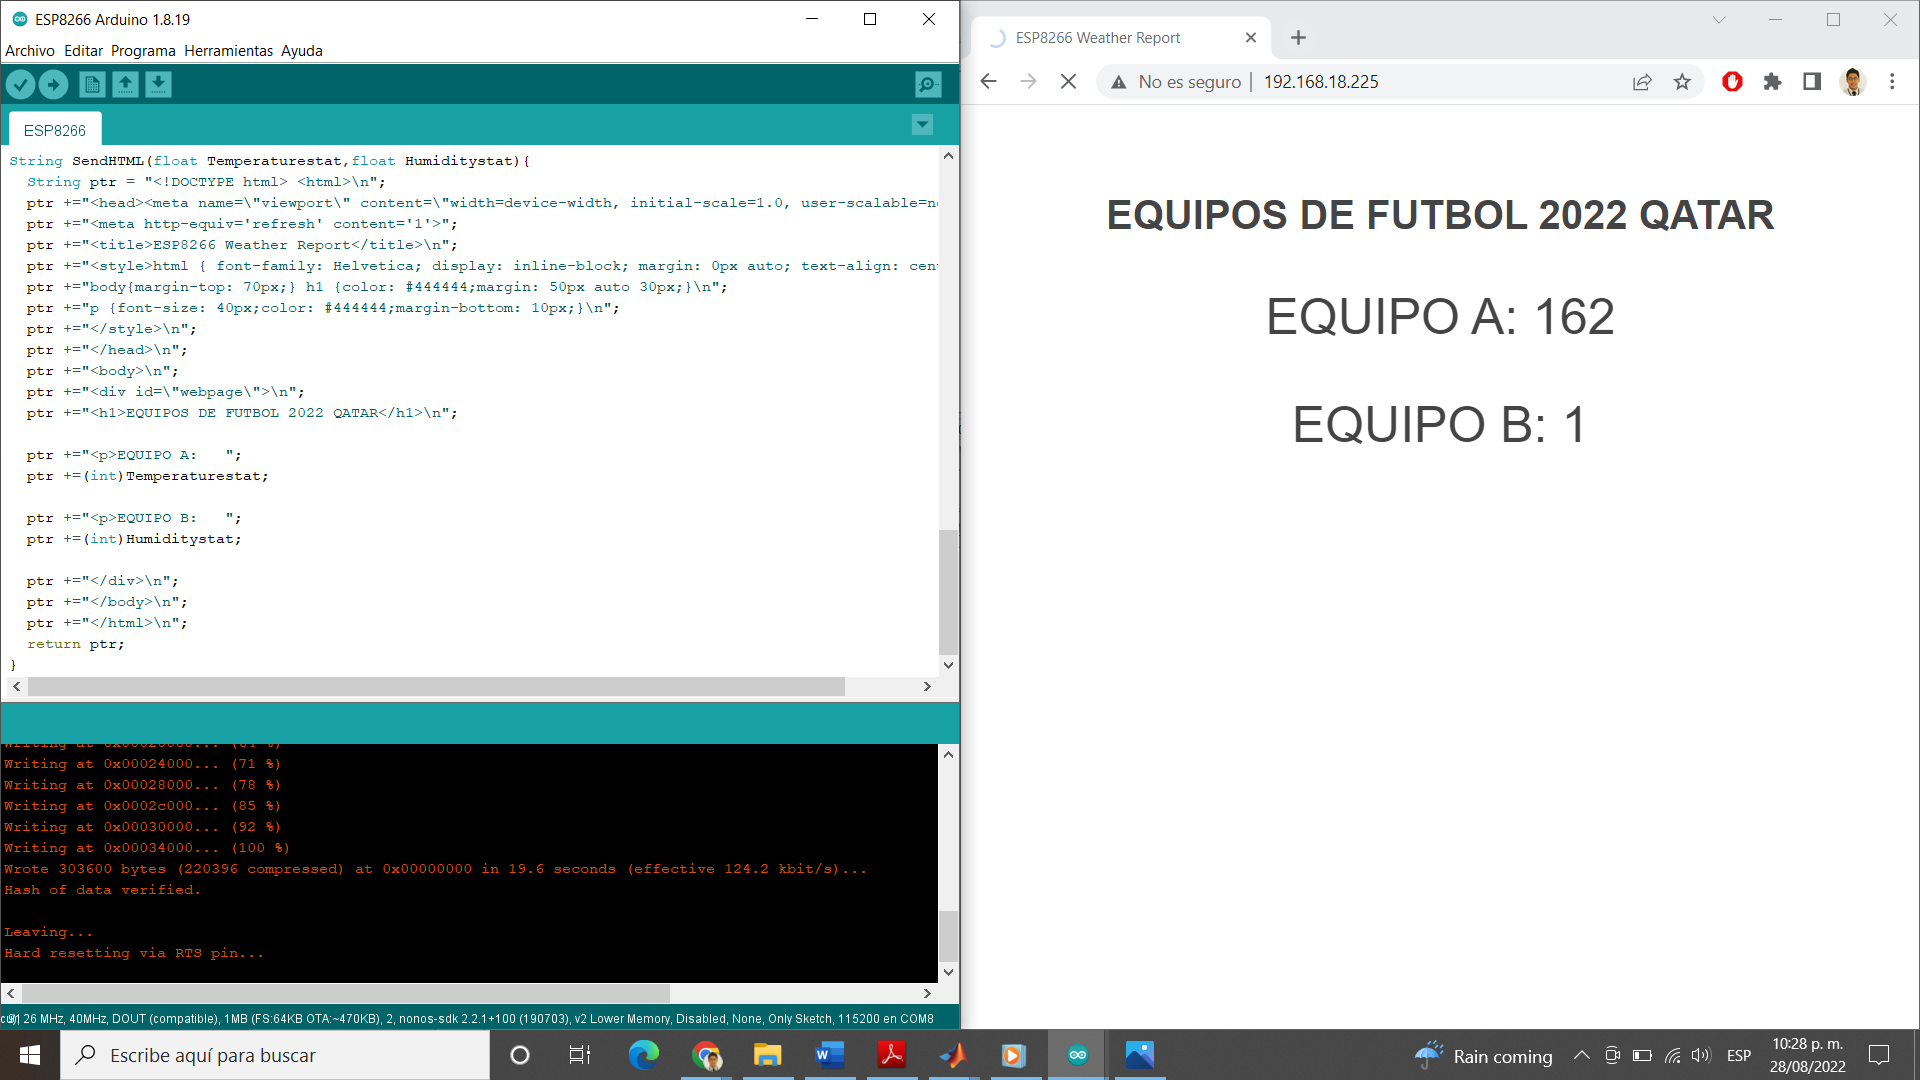 ESP8266 Arduino 1.8.19
Archivo Editar Programa Herramientas Ayuda
ESP8266
String SendHTML(float Temperaturestat,float Humiditystat){
String ptr = "<!DOCTYPE html> <html>\n";
ptr +="<head><meta name=\"viewport\" content=\"width=device-width, initial-scale=1.0, user-scalable=n
ptr +="<meta http-equiv='refresh' content='1'>";
ptr +="<title>ESP8266 Weather Report</title>\n";
ptr +="<style>html { font-family: Helvetica; display: inline-block; margin: 0px auto; text-align: cen
ptr +="body{margin-top: 70px;} h1 {color: #444444;margin: 50px auto 30px;}\n";
ptr +="p {font-size: 40px;color: #444444;margin-bottom: 10px;}\n";
ptr +="</style>\n";
ptr +="</head>\n";
ptr +="<body>\n";
ptr +="<div id=\"webpage\">\n";
ptr +="<h1>EQUIPOS DE FUTBOL 2022 QATAR</h1>\n";
ptr +="<p>EQUIPO A:   ";
ptr +=(int)Temperaturestat;
ptr +="<p>EQUIPO B:   ";
ptr +=(int)Humiditystat;
ptr +="</div>\n";
ptr +="</body>\n";
ptr +="</html>\n";
return ptr;
}
Writing at 0x00024000... (71 %)
Writing at 0x00028000... (78 %)
Writing at 0x0002c000... (85 %)
Writing at 0x00030000... (92 %)
Writing at 0x00034000... (100 %)
Wrote 303600 bytes (220396 compressed) at 0x00000000 in 19.6 seconds (effective 124.2 kbit/s)...
Hash of data verified.
Leaving...
Hard resetting via RTS pin...
26 MHz, 40MHz, DOUT (compatible), 1MB (FS:64KB OTA:~470KB), 2, nonos-sdk 2.2.1+100 (190703), v2 Lower Memory, Disabled, None, Only Sketch, 115200 en COM8
ESP8266 Weather Report
No es seguro | 192.168.18.225
EQUIPOS DE FUTBOL 2022 QATAR
EQUIPO A: 162
EQUIPO B: 1
Escribe aquí para buscar
Rain coming
ESP
10:28 p. m.
28/08/2022